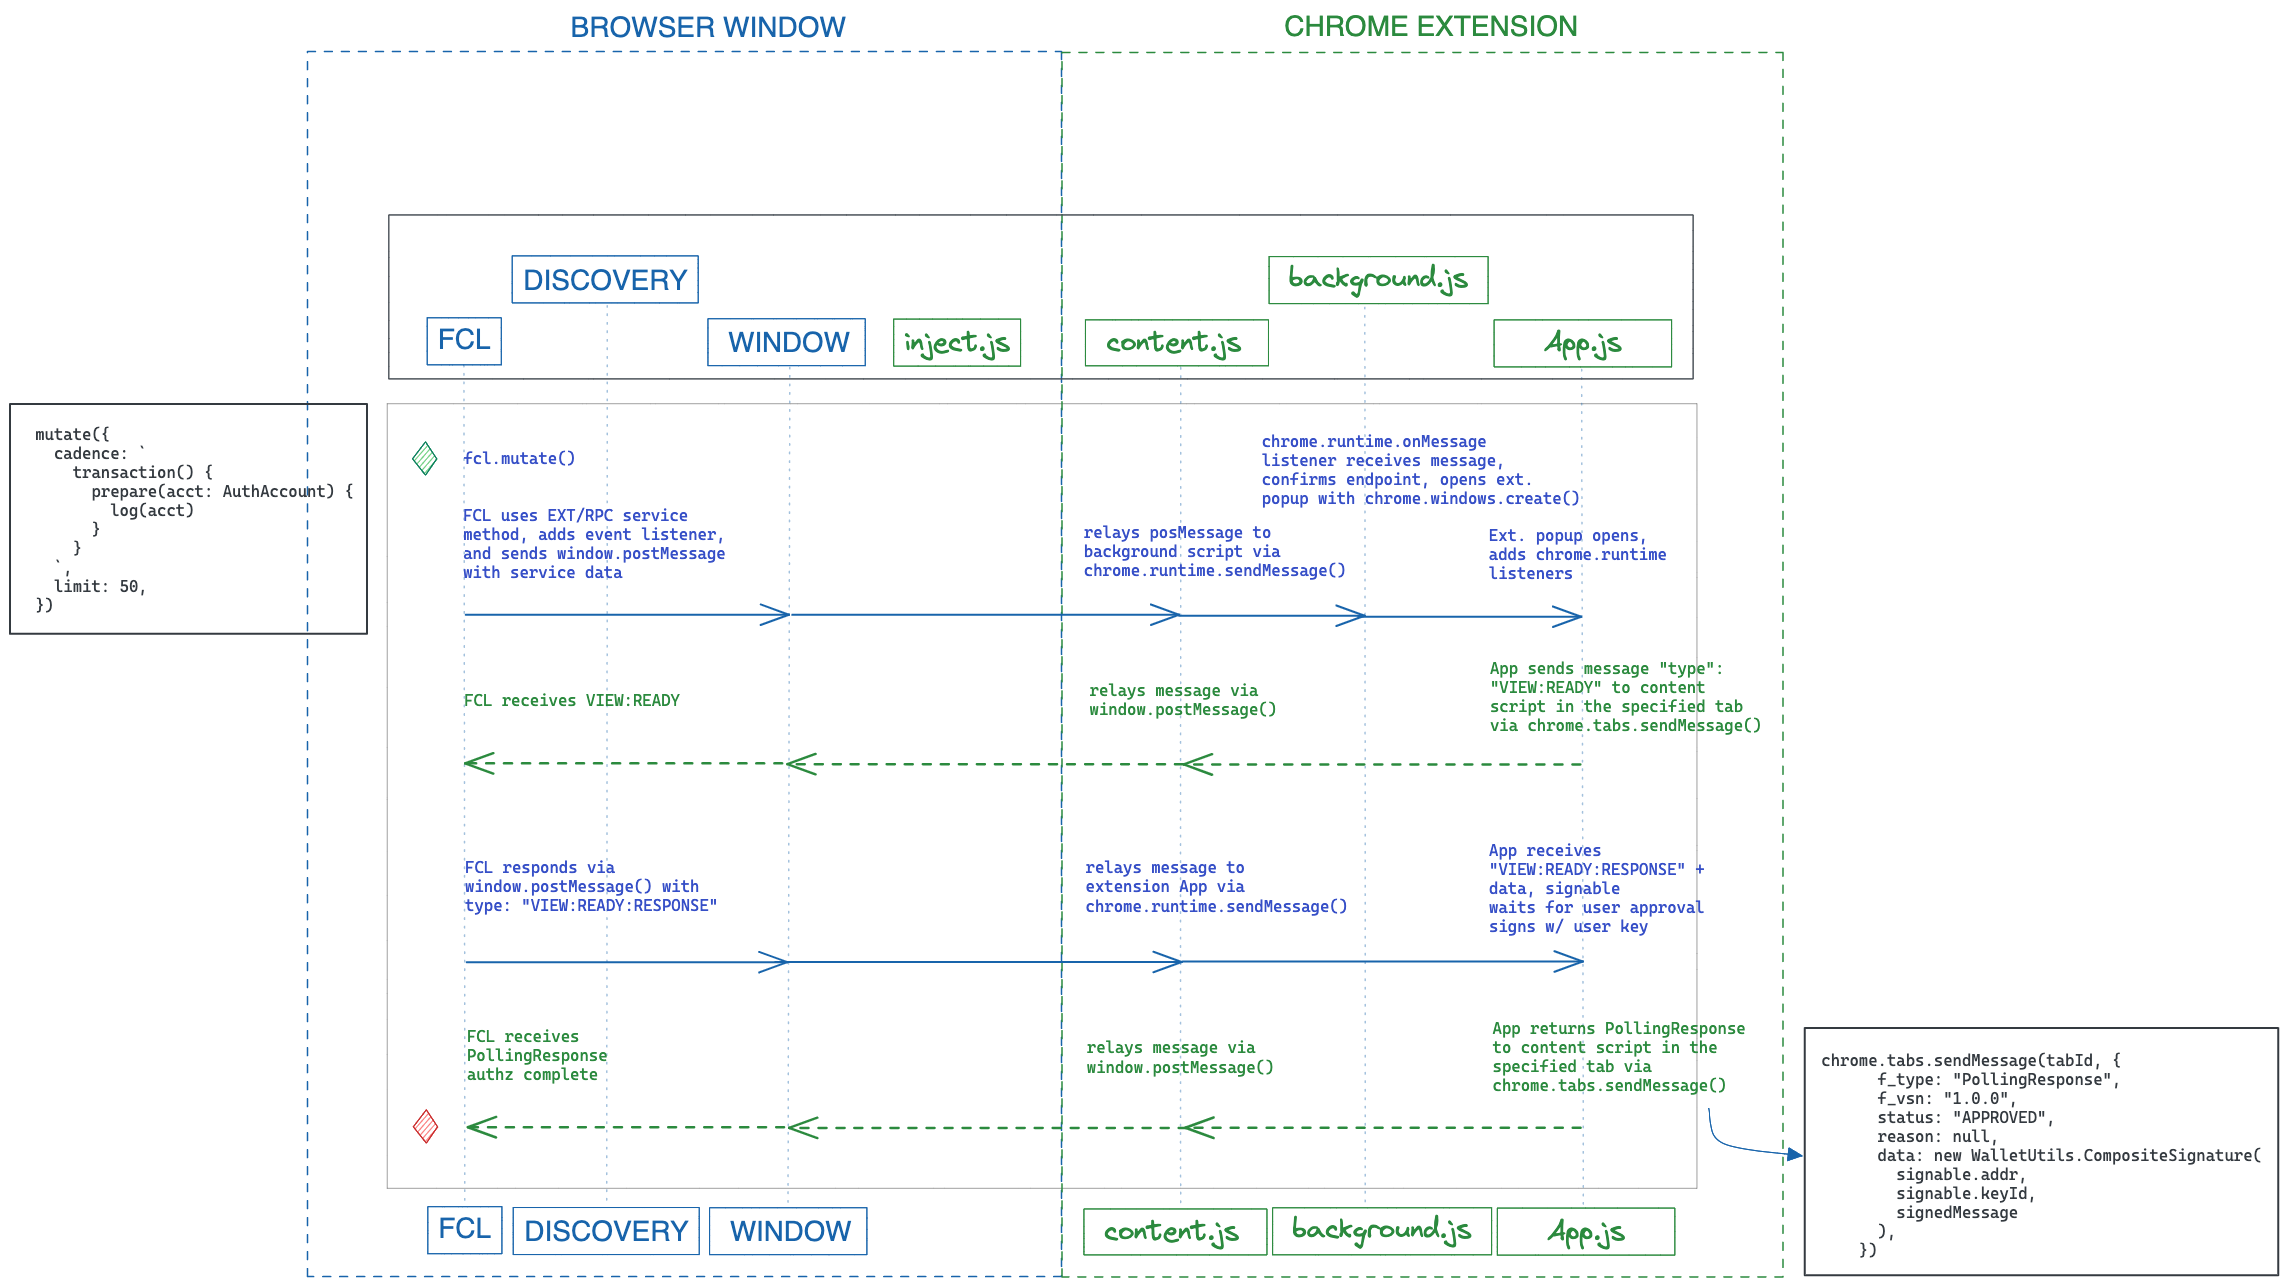 BROWSER WINDOW
CHROME EXTENSION
DISCOVERY
background.js
FCL
WINDOW
inject.js
content.js
App.js
mutate({
  cadence: `
    transaction() {
      prepare(acct: AuthAccount) {
        log(acct)
      }
    }
  `,
  limit: 50,
})
fcl.mutate()
FCL uses EXT/RPC service
method, adds event listener,
and sends window.postMessage
with service data
relays posMessage to
background script via
chrome.runtime.sendMessage()
chrome.runtime.onMessage
listener receives message,
confirms endpoint, opens ext.
popup with chrome.windows.create()
Ext. popup opens,
adds chrome.runtime
listeners
FCL receives VIEW:READY
relays message via
window.postMessage()
App sends message "type":
"VIEW:READY" to content
script in the specified tab
via chrome.tabs.sendMessage()
FCL responds via
window.postMessage() with
type: "VIEW:READY:RESPONSE"
relays message to
extension App via
chrome.runtime.sendMessage()
App receives
"VIEW:READY:RESPONSE" +
data, signable
waits for user approval
signs w/ user key
FCL receives
PollingResponse
authz complete
relays message via
window.postMessage()
App returns PollingResponse
to content script in the
specified tab via
chrome.tabs.sendMessage()
chrome.tabs.sendMessage(tabId, {
      f_type: "PollingResponse",
      f_vsn: "1.0.0",
      status: "APPROVED",
      reason: null,
      data: new WalletUtils.CompositeSignature(
        signable.addr,
        signable.keyId,
        signedMessage
      ),
    })
FCL
DISCOVERY
WINDOW
content.js
background.js
App.js